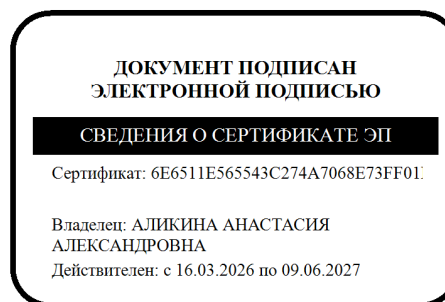 ДОКУМЕНТ ПОДПИСАН
ЭЛЕКТРОННОЙ ПОДПИСЬЮ
СВЕДЕНИЯ О СЕРТИФИКАТЕ ЭП
Сертификат: 6E6511E565543C274A7068E73FF01
Владелец: АЛИКИНА АНАСТАСИЯ
АЛЕКСАНДРОВНА
Действителен: с 16.03.2026 по 09.06.2027